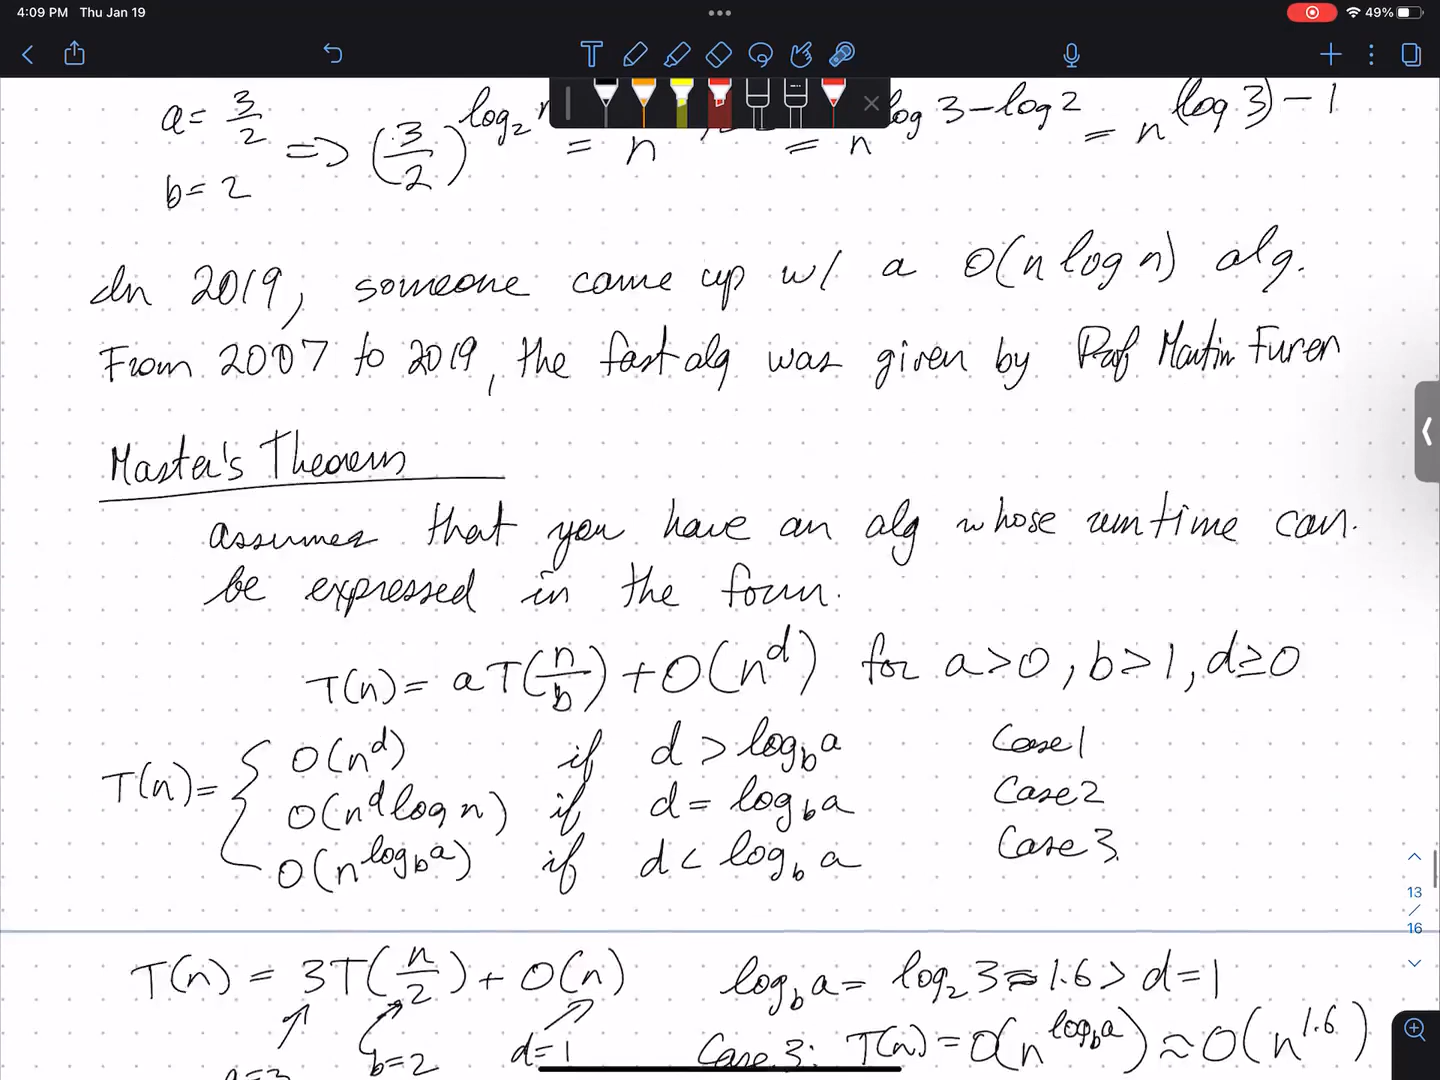 4:09 PM Thu Jan 19
49%
a = 3/2
=> (3/2)^log₂ n = n = n^log 3 - log 2 = n^(log 3) - 1
b = 2
In 2019, someone came up w/ a O(n log n) alg.
From 2007 to 2019, the fast alg was given by Prof Martin Furer
Master's Theorem
assumes that you have an alg whose runtime can.
be expressed in the form.
T(n) = aT(n/b) + O(n^d) for a>0, b>1, d≥0
T(n) = { O(n^d) if d > log_b a Case 1
O(n^d log n) if d = log_b a Case 2
O(n^log_b a) if d < log_b a Case 3.
13
/
16
T(n) = 3T(n/2) + O(n) log_b a = log₂ 3 ≈ 1.6 > d = 1
a=3 b=2 d=1 Case 3: T(n) = O(n^log_b a) ≈ O(n^1.6)